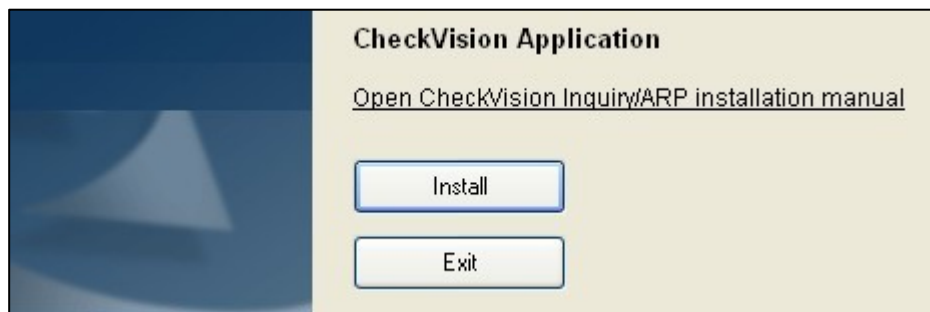 CheckVision Application
Open CheckVision Inquiry/ARP installation manual
Install
Exit